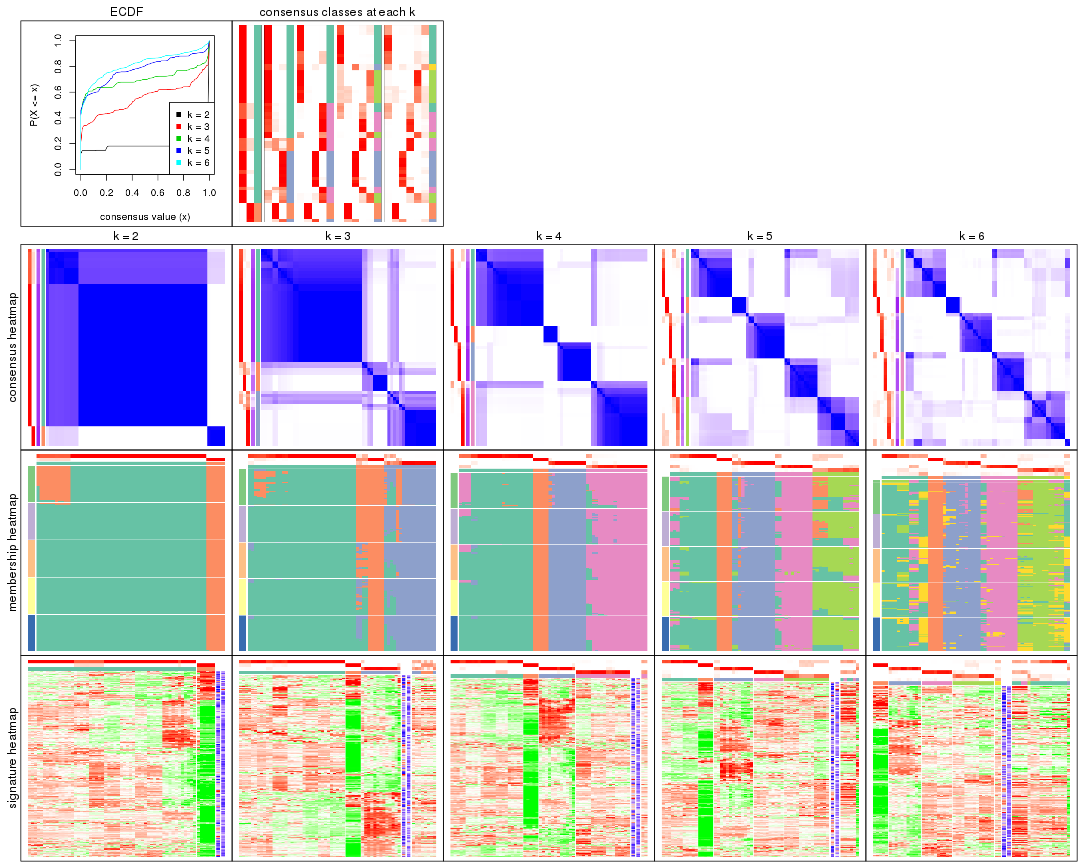 ECDF
consensus classes at each k
P(X <= x)
0.0 0.2 0.4 0.6 0.8 1.0
k = 2
k = 3
k = 4
k = 5
k = 6
0.0 0.2 0.4 0.6 0.8 1.0
consensus value (x)
k = 2
k = 3
k = 4
k = 5
k = 6
consensus heatmap
membership heatmap
signature heatmap